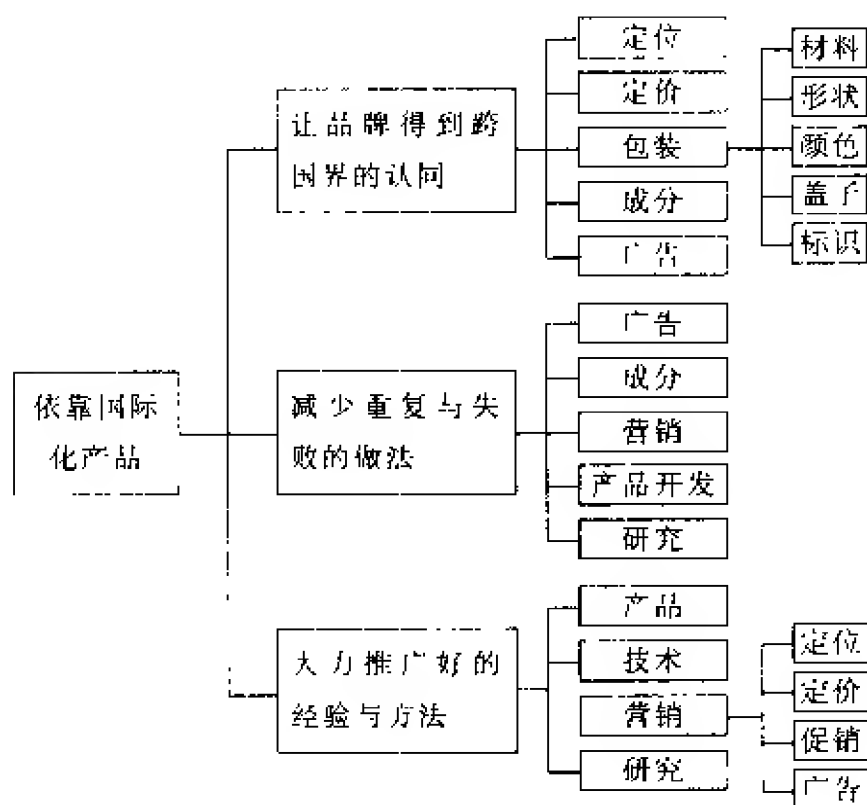 依靠国际
化产品
让品牌得到跨
国界的认同
定位
定价
包装
成分
广告
材料
形状
颜色
盖子
标识
减少重复与失
败的做法
广告
成分
营销
产品开发
研究
大力推广好的
经验与方法
产品
技术
营销
研究
定位
定价
促销
广告